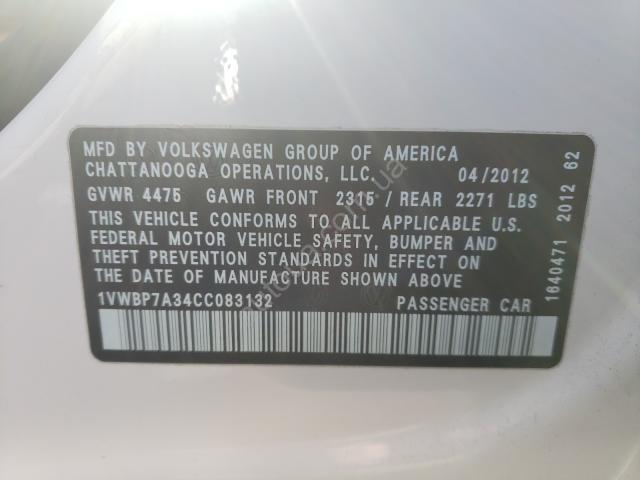 MFD BY VOLKSWAGEN GROUP OF AMERICA
CHATTANOOGA OPERATIONS, LLC. 04/2012
GVWR 4475 GAWR FRONT 2315 / REAR 2271 LBS
THIS VEHICLE CONFORMS TO ALL APPLICABLE U.S.
FEDERAL MOTOR VEHICLE SAFETY, BUMPER AND
THEFT PREVENTION STANDARDS IN EFFECT ON
THE DATE OF MANUFACTURE SHOWN ABOVE
1VWBP7A34CC083132 PASSENGER CAR
1640471 2012 62